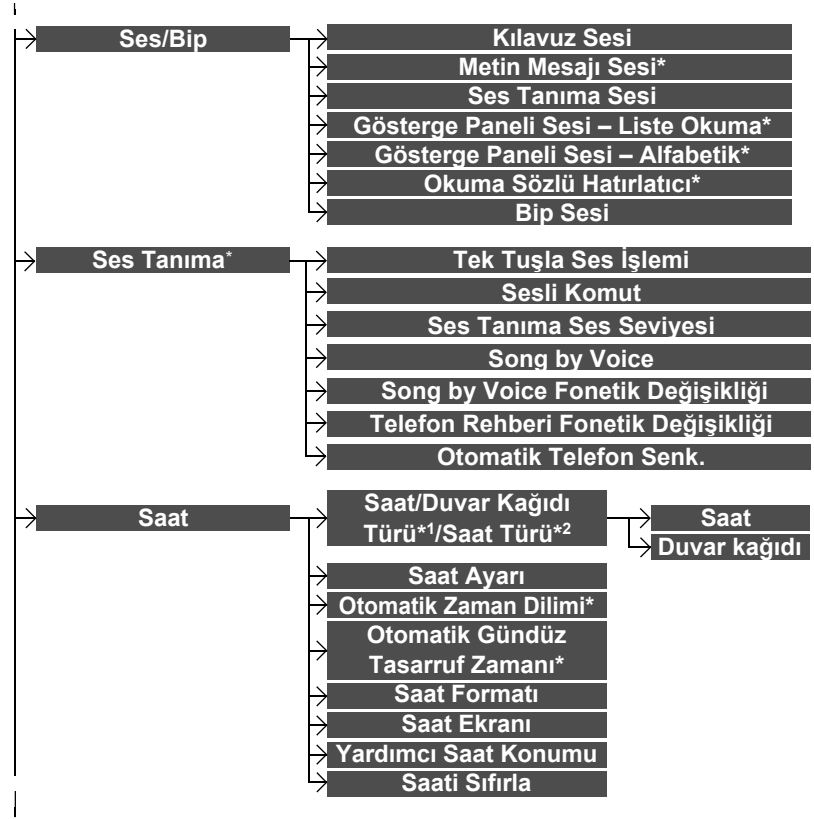 Ses/Bip
Kılavuz Sesi
Metin Mesajı Sesi*
Ses Tanıma Sesi
Gösterge Paneli Sesi – Liste Okuma*
Gösterge Paneli Sesi – Alfabetik*
Okuma Sözlü Hatırlatıcı*
Bip Sesi
Ses Tanıma*
Tek Tuşla Ses İşlemi
Sesli Komut
Ses Tanıma Ses Seviyesi
Song by Voice
Song by Voice Fonetik Değişikliği
Telefon Rehberi Fonetik Değişikliği
Otomatik Telefon Senk.
Saat
Saat/Duvar Kağıdı
Türü*1/Saat Türü*2
Saat
Duvar kağıdı
Saat Ayarı
Otomatik Zaman Dilimi*
Otomatik Gündüz
Tasarruf Zamanı*
Saat Formatı
Saat Ekranı
Yardımcı Saat Konumu
Saati Sıfırla